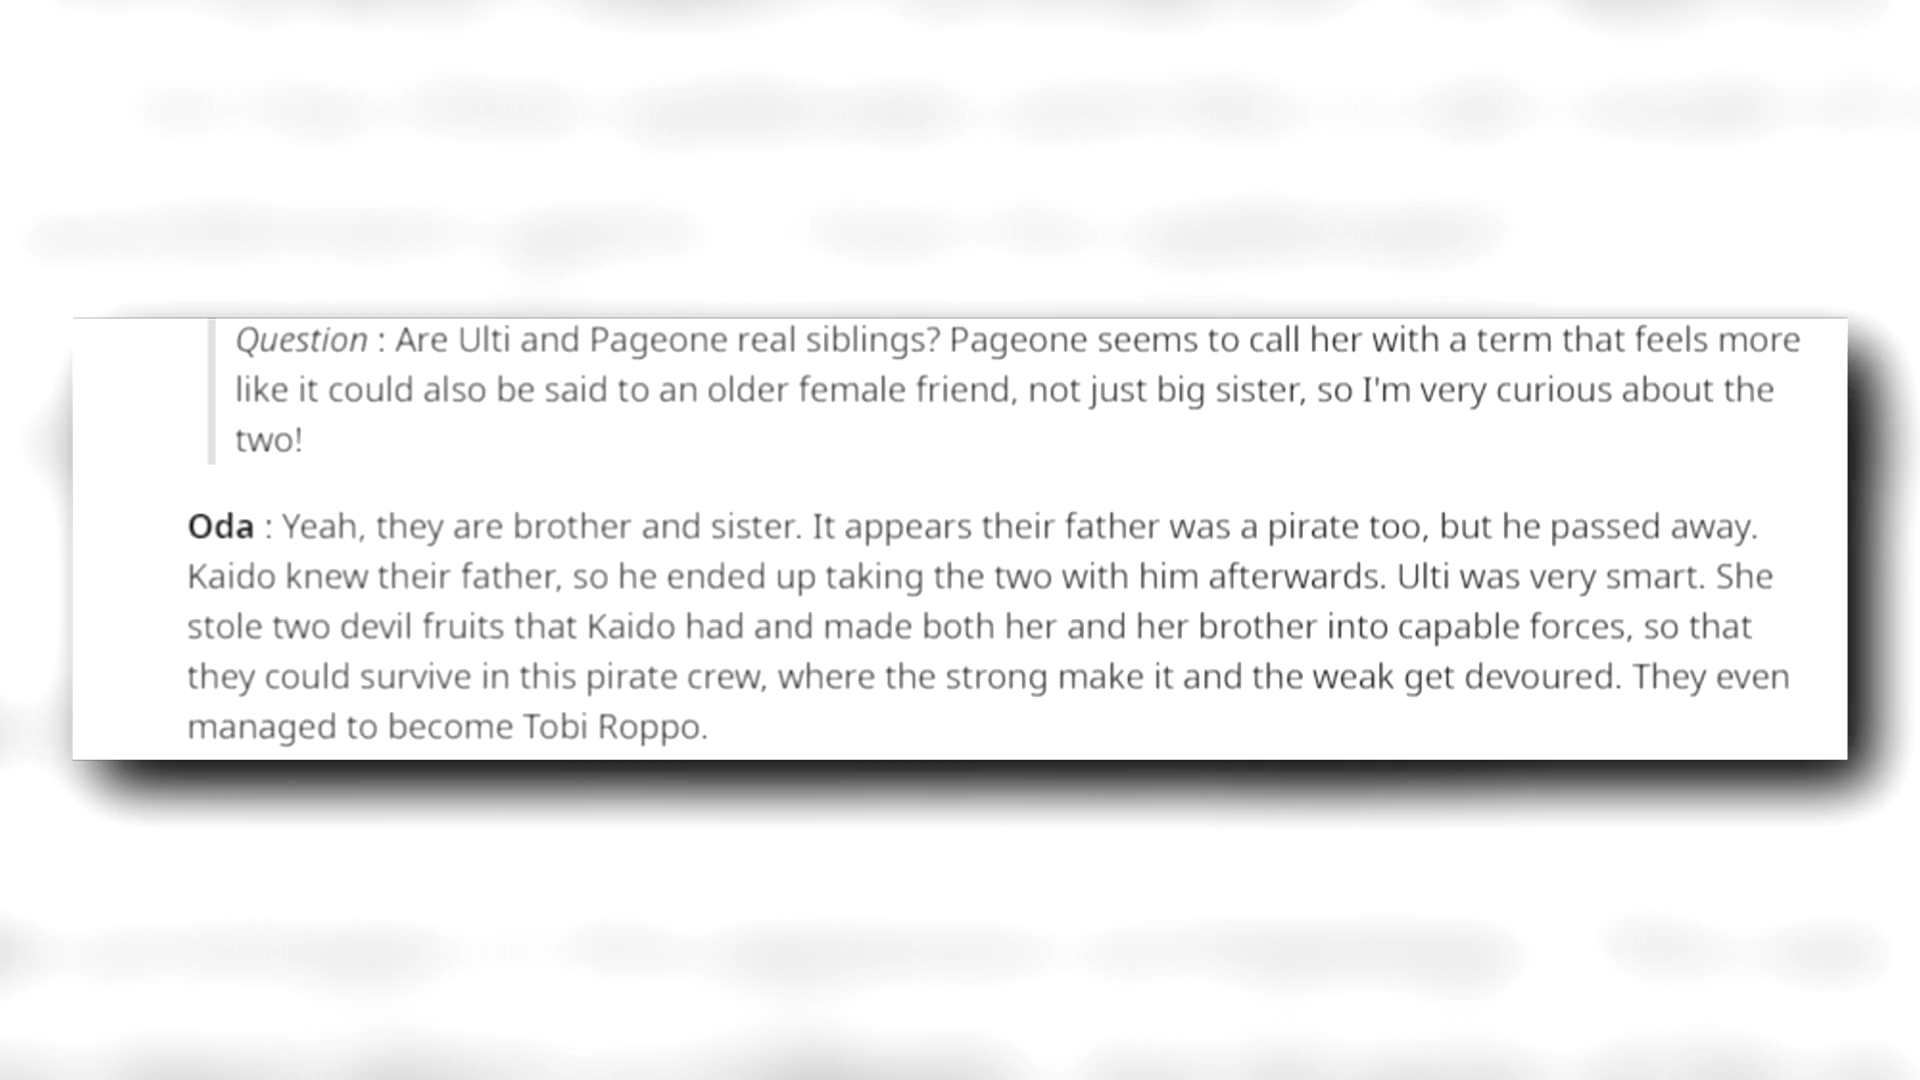 Question : Are Ulti and Pageone real siblings? Pageone seems to call her with a term that feels more
like it could also be said to an older female friend, not just big sister, so I'm very curious about the
two!
Oda : Yeah, they are brother and sister. It appears their father was a pirate too, but he passed away.
Kaido knew their father, so he ended up taking the two with him afterwards. Ulti was very smart. She
stole two devil fruits that Kaido had and made both her and her brother into capable forces, so that
they could survive in this pirate crew, where the strong make it and the weak get devoured. They even
managed to become Tobi Roppo.